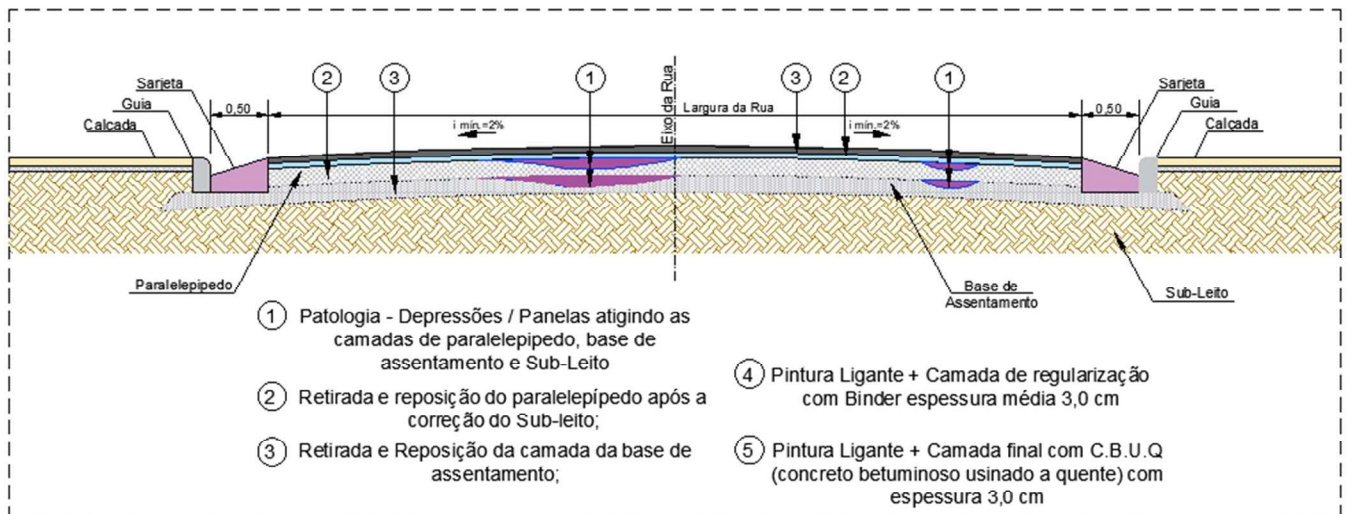 2
3
1
Eixo da Rua
3
2
1
Sarjeta
Guia
Calcada
0,50
i mín.=2%
Largura da Rua
i mín.=2%
0,50
Sarjeta
Guia
Calçada
Paralelepipedo
Base de
Assentamento
Sub-Leito
1 Patologia - Depressões / Panelas atigindo as
camadas de paralelepipedo, base de
assentamento e Sub-Leito
2 Retirada e reposição do paralelepípedo após a
correção do Sub-leito;
3 Retirada e Reposição da camada da base de
assentamento;
4 Pintura Ligante + Camada de regularização
com Binder espessura média 3,0 cm
5 Pintura Ligante + Camada final com C.B.U.Q
(concreto betuminoso usinado a quente) com
espessura 3,0 cm